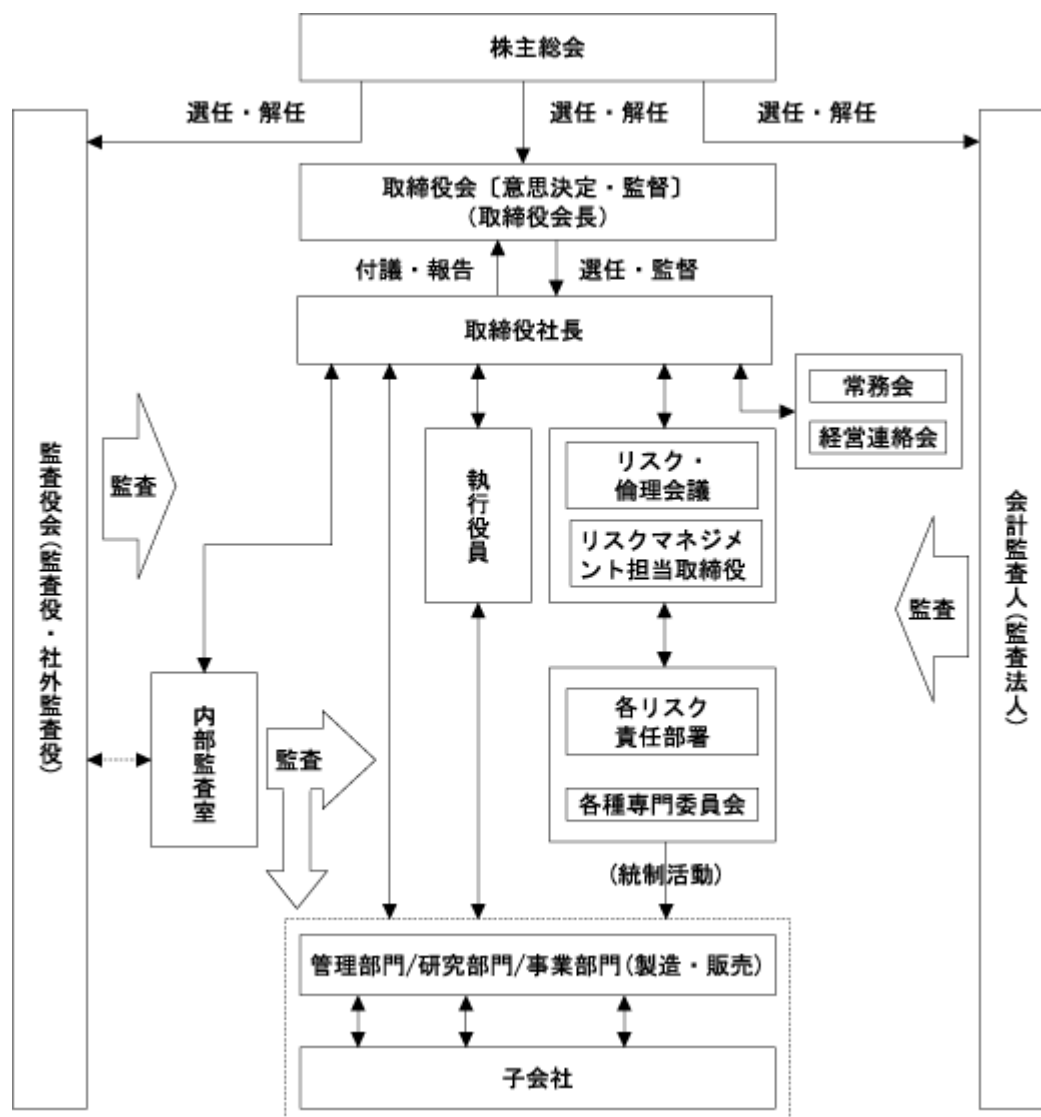 株主総会
選任・解任
選任・解任
選任・解任
取締役会〔意思決定・監督〕
(取締役会長)
付議・報告
選任・監督
取締役社長
常務会
経営連絡会
監査役会(監査役・社外監査役)
監査
執行役員
リスク・
倫理会議
リスクマネジメ
ント担当取締役
監査
会計監査人(監査法人)
内部監査室
監査
各リスク
責任部署
各種専門委員会
(統制活動)
管理部門/研究部門/事業部門(製造・販売)
子会社